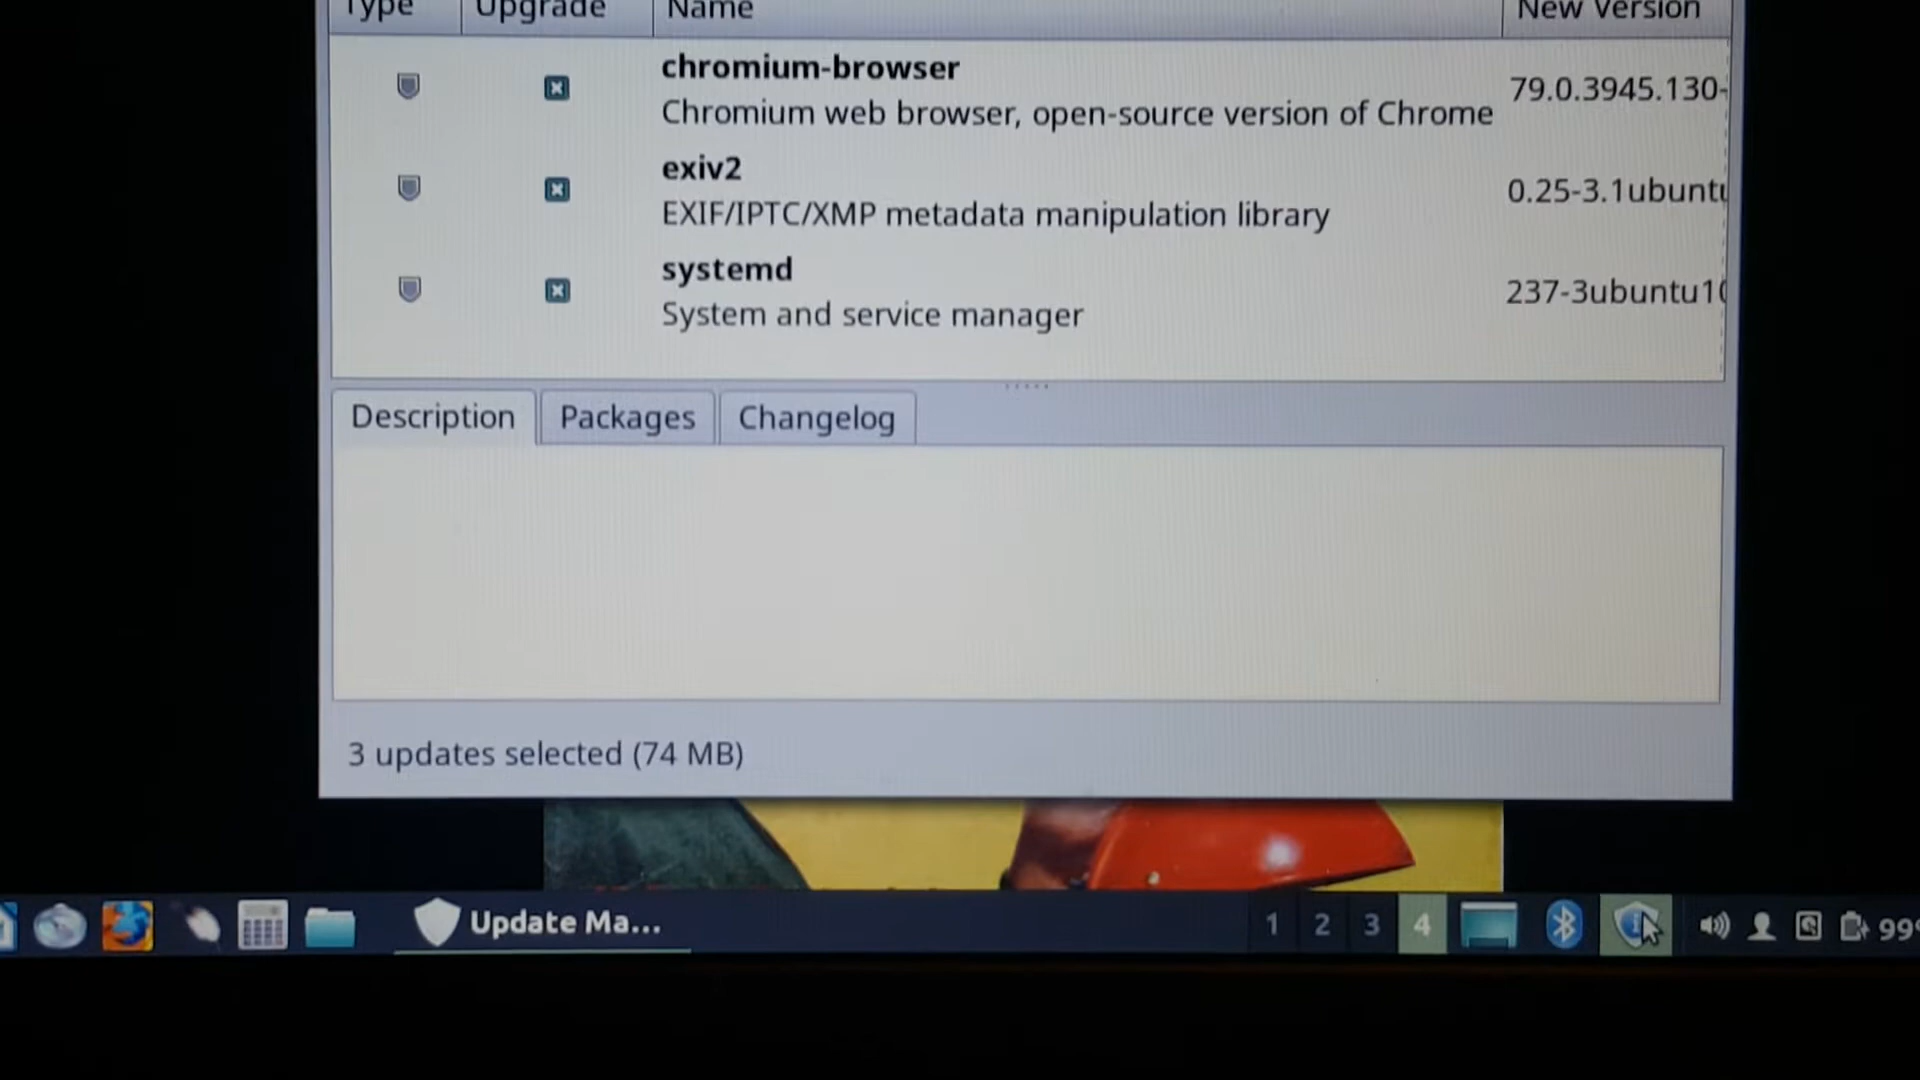 Type Upgrade Name New Version
chromium-browser
Chromium web browser, open-source version of Chrome
79.0.3945.130-
exiv2
EXIF/IPTC/XMP metadata manipulation library
0.25-3.1ubuntu
systemd
System and service manager
237-3ubuntu10
Description Packages Changelog
3 updates selected (74 MB)
Update Ma... 1 2 3 4 99